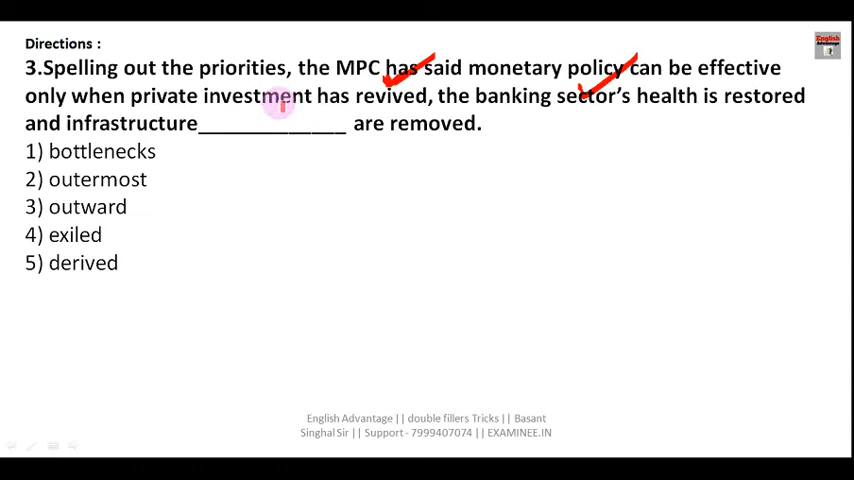 Directions :
3.Spelling out the priorities, the MPC has said monetary policy can be effective
only when private investment has revived, the banking sector’s health is restored
and infrastructure______________ are removed.
1) bottlenecks
2) outermost
3) outward
4) exiled
5) derived
English
Advantage
English Advantage || double fillers Tricks || Basant
Singhal Sir || Support - 7999407074 || EXAMINEE.IN